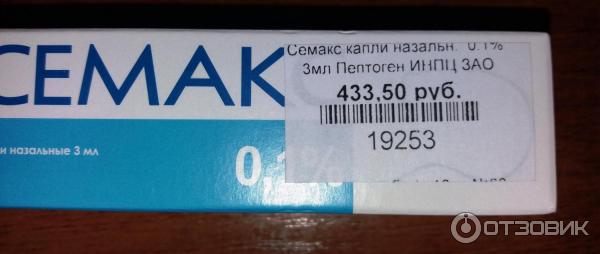 СЕМАК
и назальные 3 мл
0,1%
Семакс капли назальн. 0.1%
3мл Пептоген ИНПЦ ЗАО
433,50 руб.
19253
ОТЗОВИК